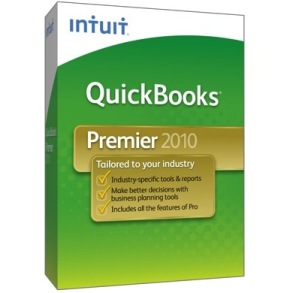 INTUIT
QuickBooks
Premier 2010
Tailored to your industry
Industry-specific tools & reports
Make better decisions with
business planning tools
Includes all the features of Pro